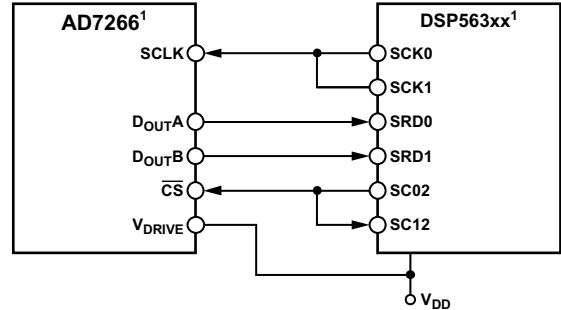 AD7266¹
DSP563xx¹
SCLK
SCK0
SCK1
DOUTA
SRD0
DOUTB
SRD1
CS
SC02
VDRIVE
SC12
VDD